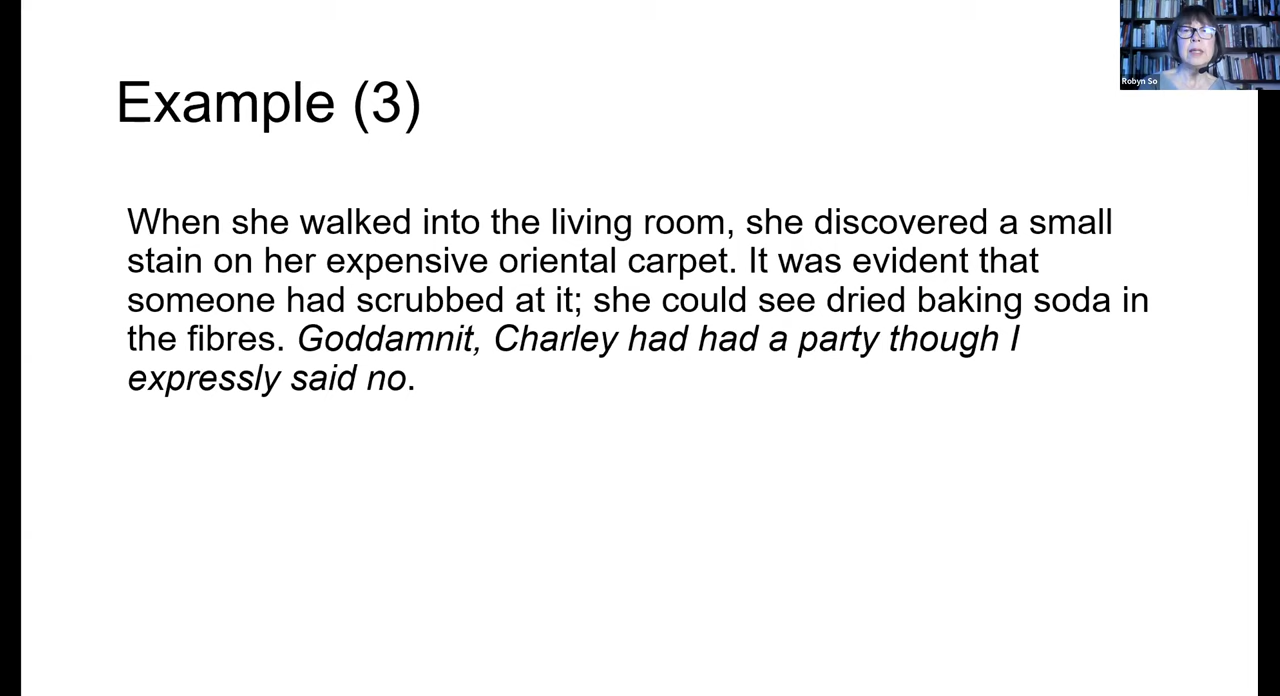 Robyn So
Example (3)
When she walked into the living room, she discovered a small
stain on her expensive oriental carpet. It was evident that
someone had scrubbed at it; she could see dried baking soda in
the fibres. Goddamnit, Charley had had a party though I
expressly said no.